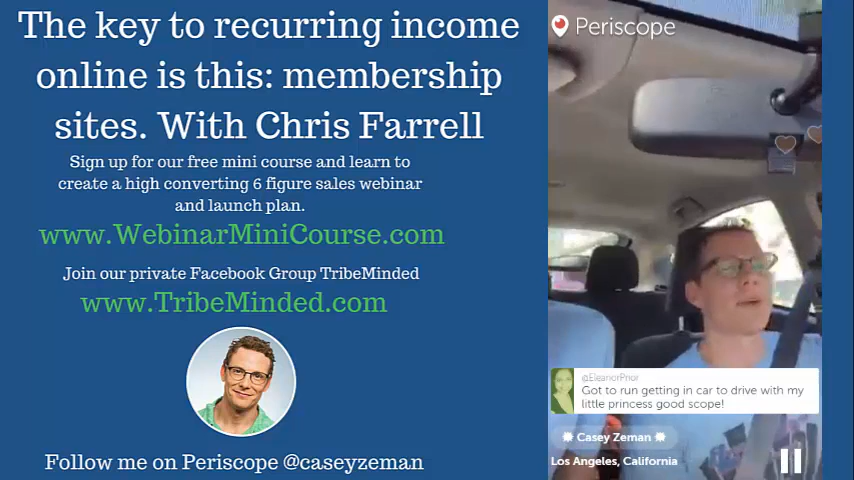 The key to recurring income
online is this: membership
sites. With Chris Farrell
Sign up for our free mini course and learn to
create a high converting 6 figure sales webinar
and launch plan.
www.WebinarMiniCourse.com
Join our private Facebook Group TribeMinded
www.TribeMinded.com
Follow me on Periscope @caseyzeman
Periscope
@EleanorPrior
Got to run getting in car to drive with my
little princess good scope!
Casey Zeman
Los Angeles, California